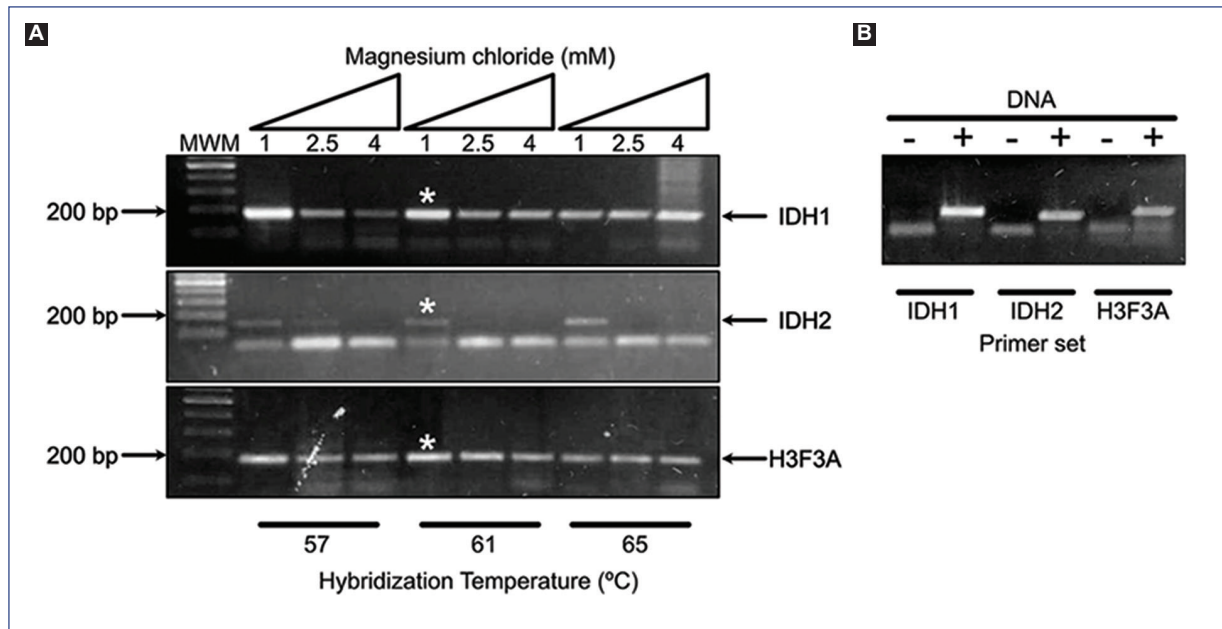 A
Magnesium chloride (mM)
MWM 1 2.5 4 1 2.5 4 1 2.5 4
200 bp * IDH1
200 bp * IDH2
200 bp * H3F3A
57 61 65
Hybridization Temperature (ºC)
B
DNA
- + - + - +
IDH1 IDH2 H3F3A
Primer set